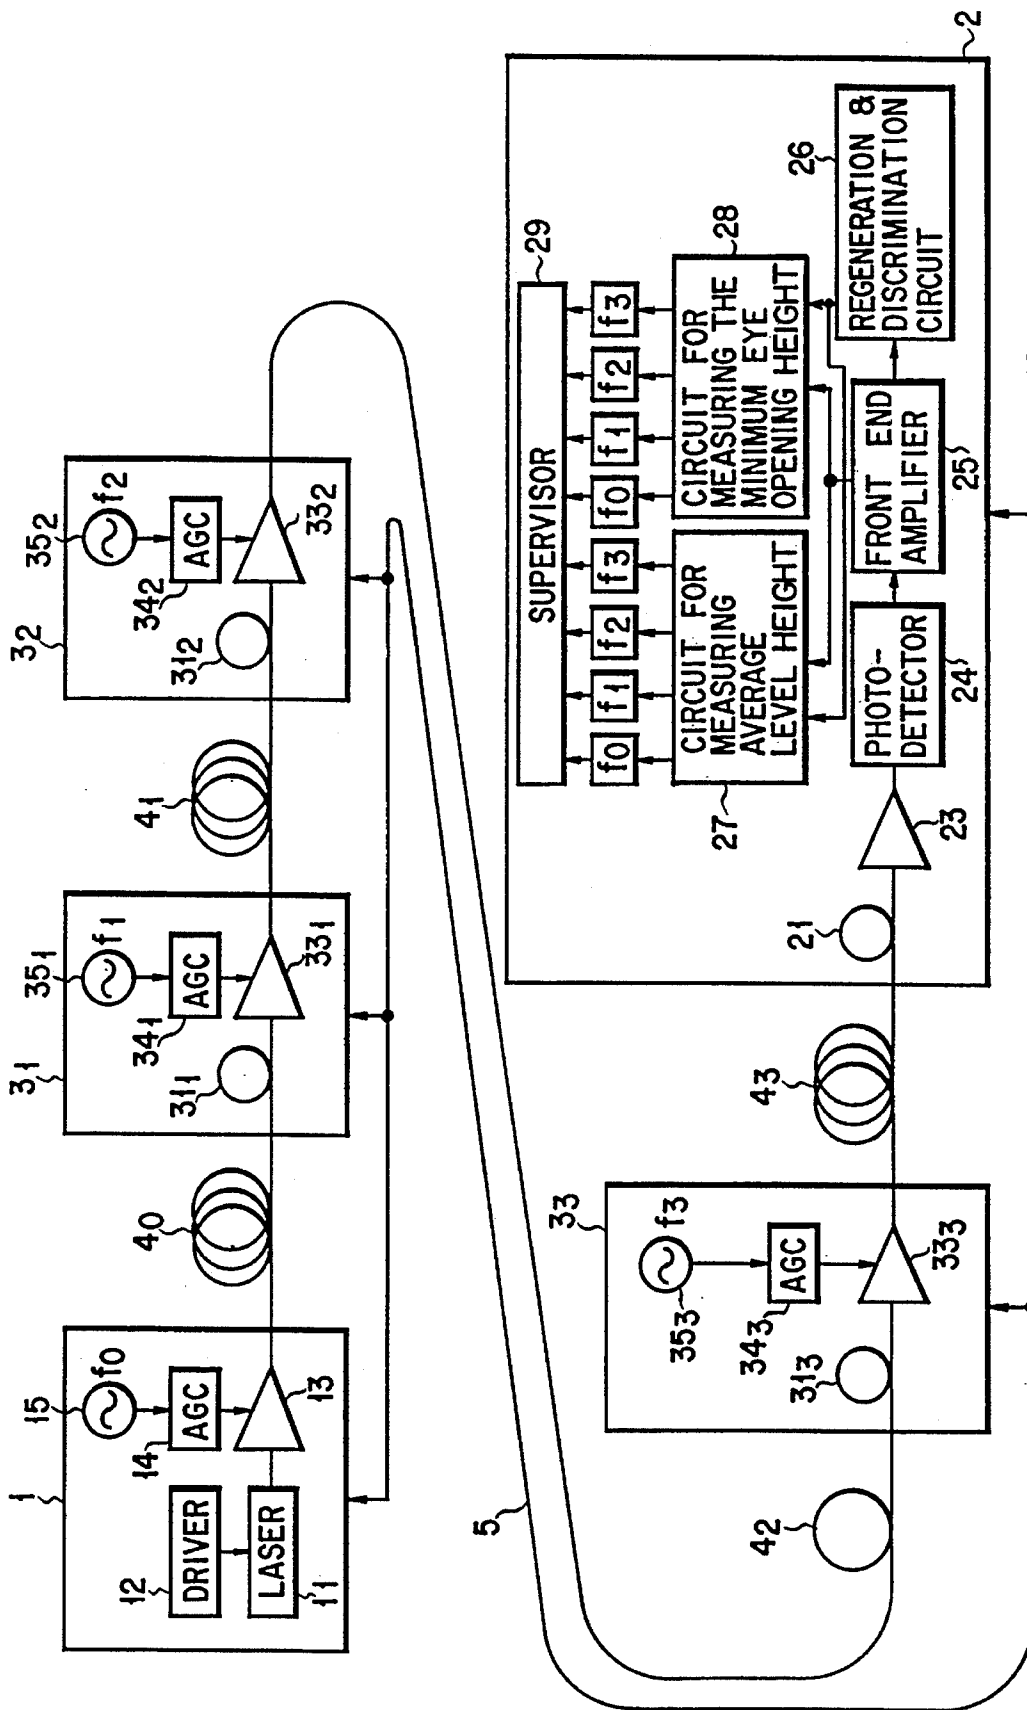 1
12
DRIVER
LASER
11
15
f0
AGC
14
13
40
31
351
f1
AGC
341
311
331
41
32
352
f2
AGC
342
312
332
5
42
33
353
f3
AGC
343
313
333
43
2
21
23
PHOTO-
DETECTOR
24
FRONT END
AMPLIFIER
25
REGENERATION &
DISCRIMINATION
CIRCUIT
26
CIRCUIT FOR
MEASURING
AVERAGE
LEVEL HEIGHT
27
CIRCUIT FOR
MEASURING THE
MINIMUM EYE
OPENING HEIGHT
28
f0
f1
f2
f3
f0
f1
f2
f3
SUPERVISOR
29